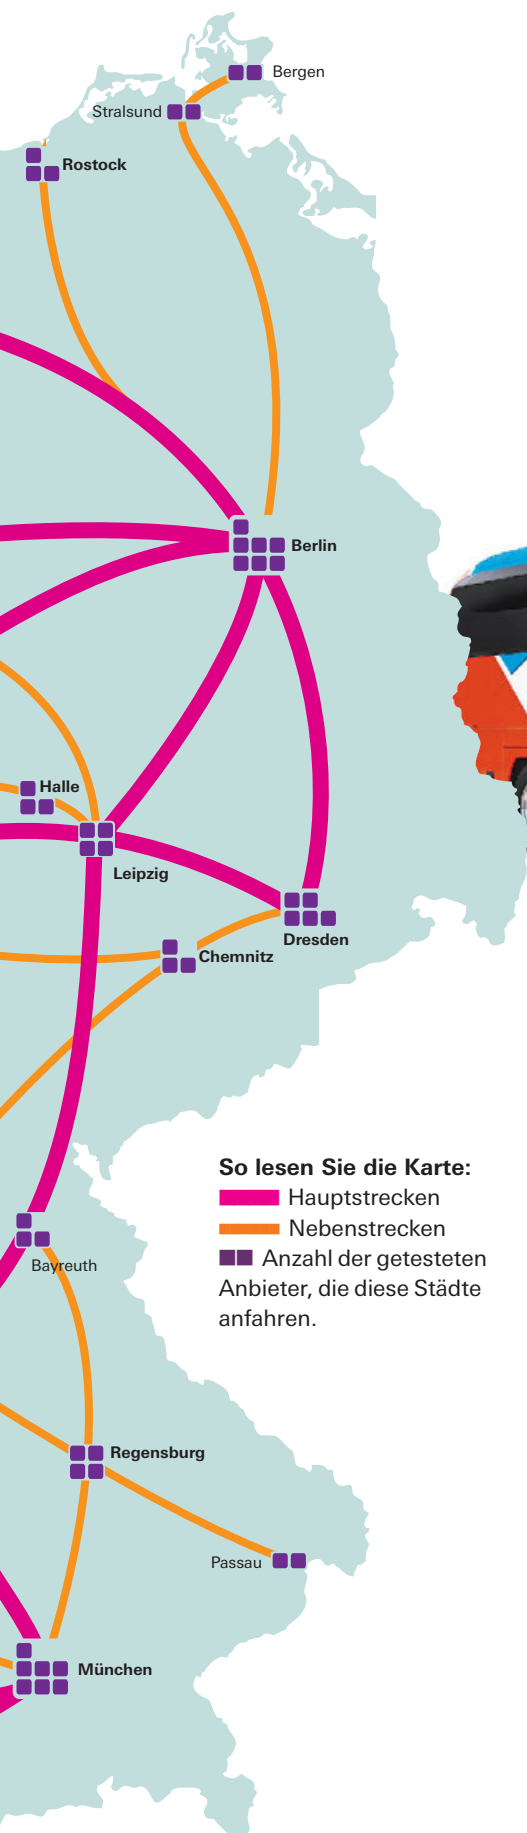 Bergen
Stralsund
Rostock
Berlin
Halle
Leipzig
Dresden
Chemnitz
So lesen Sie die Karte:
Hauptstrecken
Nebenstrecken
Anzahl der getesteten
Anbieter, die diese Städte
anfahren.
Bayreuth
Regensburg
Passau
München